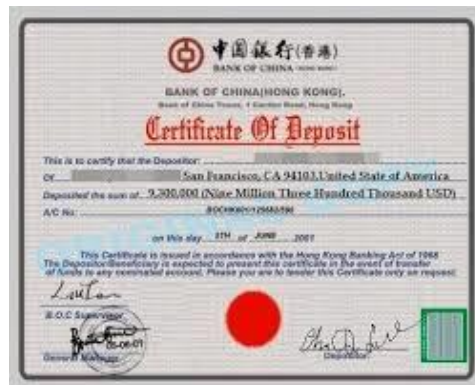 中国银行(香港)
BANK OF CHINA (HONG KONG)
BANK OF CHINA(HONG KONG).
Bank of China Tower, 1 Garden Road, Hong Kong
Certificate Of Deposit
This is to certify that the Depositor:
Of San Francisco, CA 94103,United State of America
Deposited the sum of 9,300,000 (Nine Million Three Hundred Thousand USD)
A/C No:
on this day 5TH of JUNE 2001
This Certificate is issued in accordance with the Hong Kong Banking Act of 1968
The Depositor/Beneficiary is expected to present this certificate in the event of transfer
of funds to any nominated account. Please you are to tender this Certificate only on request.
B.O.C Supervisor
05-06-01
General Manager
Depositor: